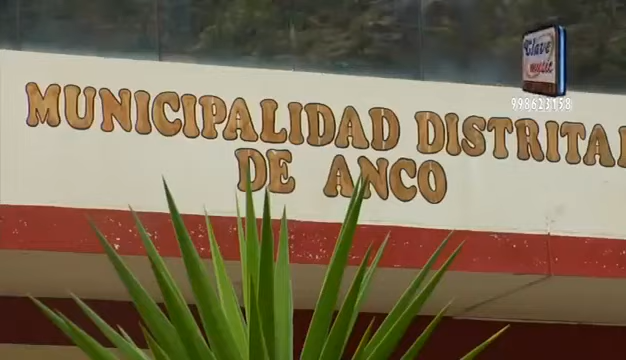 Clave
music
998623158
MUNICIPALIDAD DISTRITAL
DE ANCO